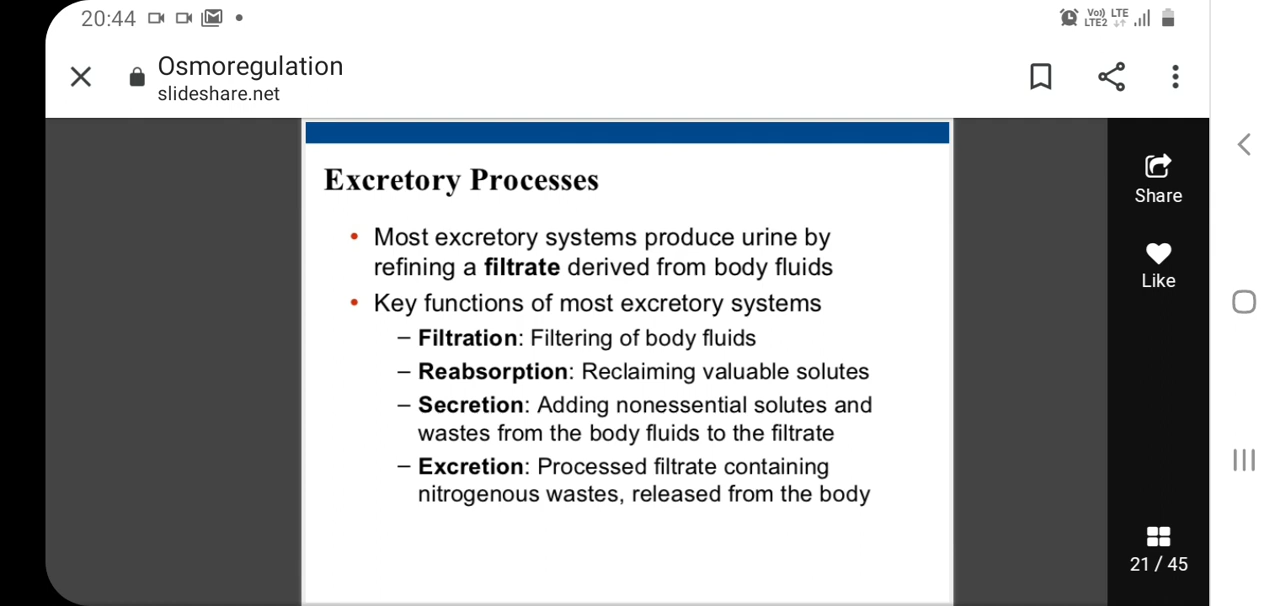 20:44
Vo) LTE
LTE2
Osmoregulation
slideshare.net
Excretory Processes
• Most excretory systems produce urine by
refining a filtrate derived from body fluids
• Key functions of most excretory systems
– Filtration: Filtering of body fluids
– Reabsorption: Reclaiming valuable solutes
– Secretion: Adding nonessential solutes and
wastes from the body fluids to the filtrate
– Excretion: Processed filtrate containing
nitrogenous wastes, released from the body
Share
Like
21 / 45